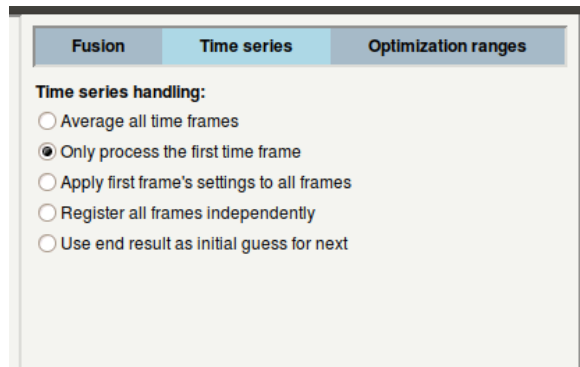 Fusion Time series Optimization ranges
Time series handling:
Average all time frames
Only process the first time frame
Apply first frame's settings to all frames
Register all frames independently
Use end result as initial guess for next